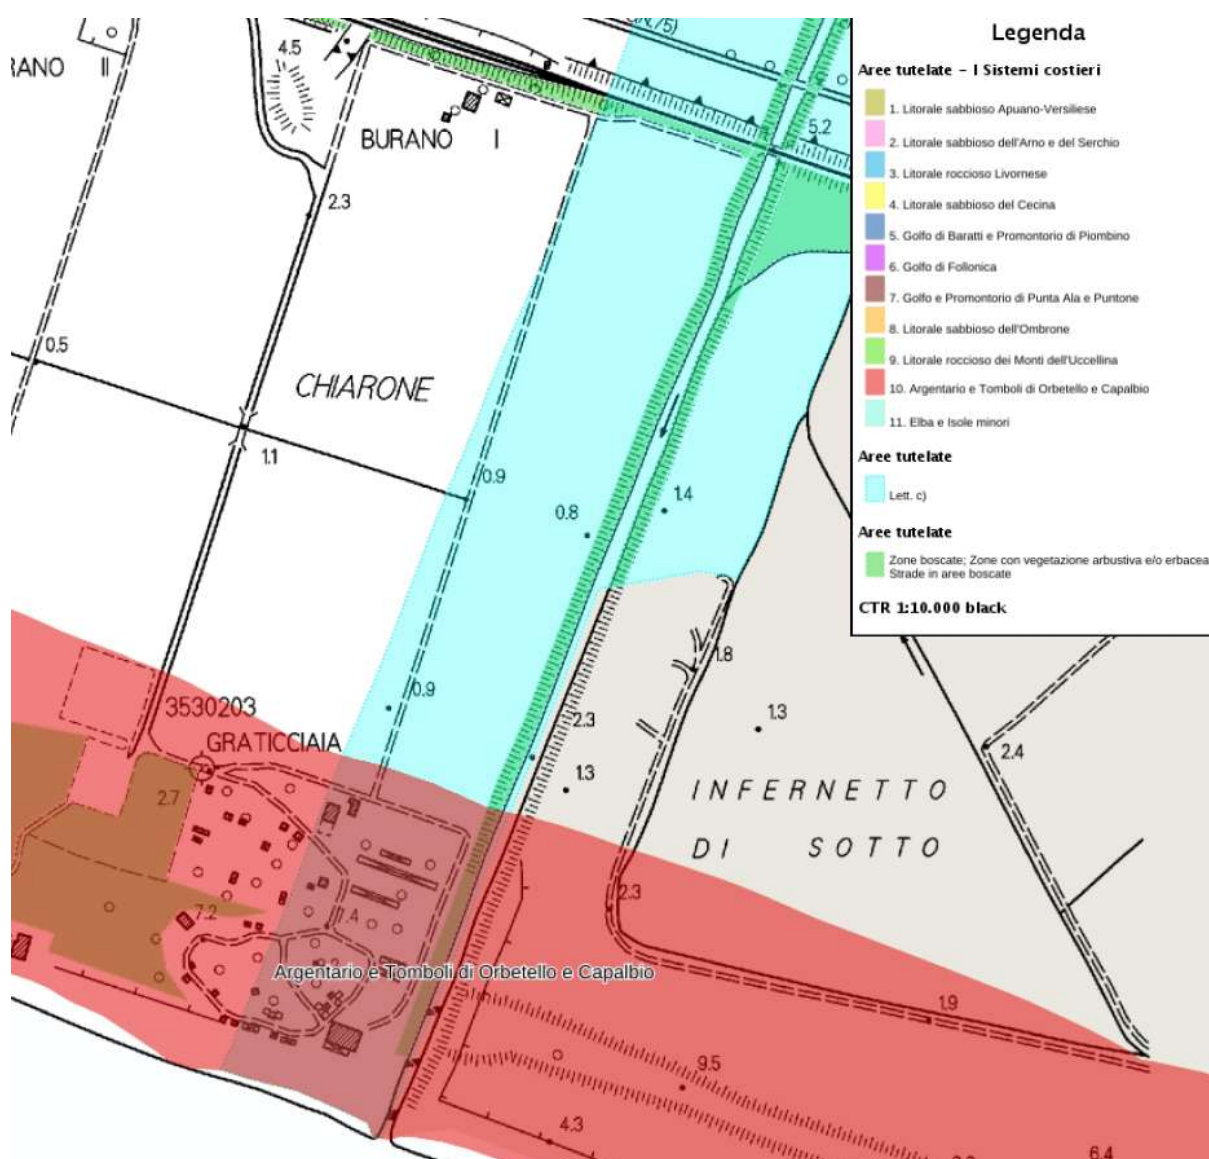 Legenda
Aree tutelate - I Sistemi costieri
1. Litorale sabbioso Apuano-Versiliese
2. Litorale sabbioso dell'Arno e del Serchio
3. Litorale roccioso Livornese
4. Litorale sabbioso del Cecina
5. Golfo di Baratti e Promontorio di Piombino
6. Golfo di Follonica
7. Golfo e Promontorio di Punta Ala e Puntone
8. Litorale sabbioso dell'Ombrone
9. Litorale roccioso dei Monti dell'Uccellina
10. Argentario e Tomboli di Orbetello e Capalbio
11. Elba e Isole minori
Aree tutelate
Lett. c)
Aree tutelate
Zone boscate; Zone con vegetazione arbustiva e/o erbacea
Strade in aree boscate
CTR 1:10.000 black
4.5
RANO II
BURANO I
5.2
2.3
0.5
CHIARONE
1.1
0.9
0.8
1.4
1.8
0.9
3530203
GRATICCIAIA
2.3
1.3
1.3
2.4
INFERNETTO
DI SOTTO
2.7
2.3
7.2
1.4
Argentario e Tomboli di Orbetello e Capalbio
1.9
9.5
4.3
6.4